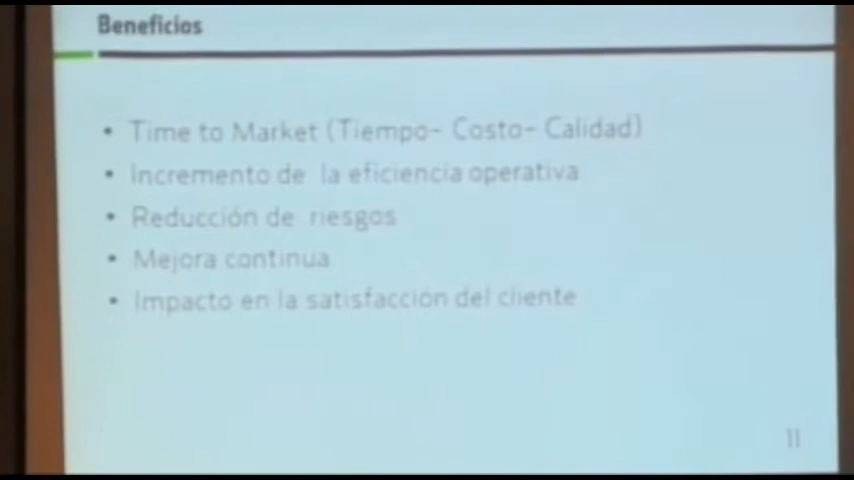 Beneficios
• Time to Market (Tiempo- Costo- Calidad)
• Incremento de la eficiencia operativa
• Reducción de riesgos
• Mejora continua
• Impacto en la satisfacción del cliente
11